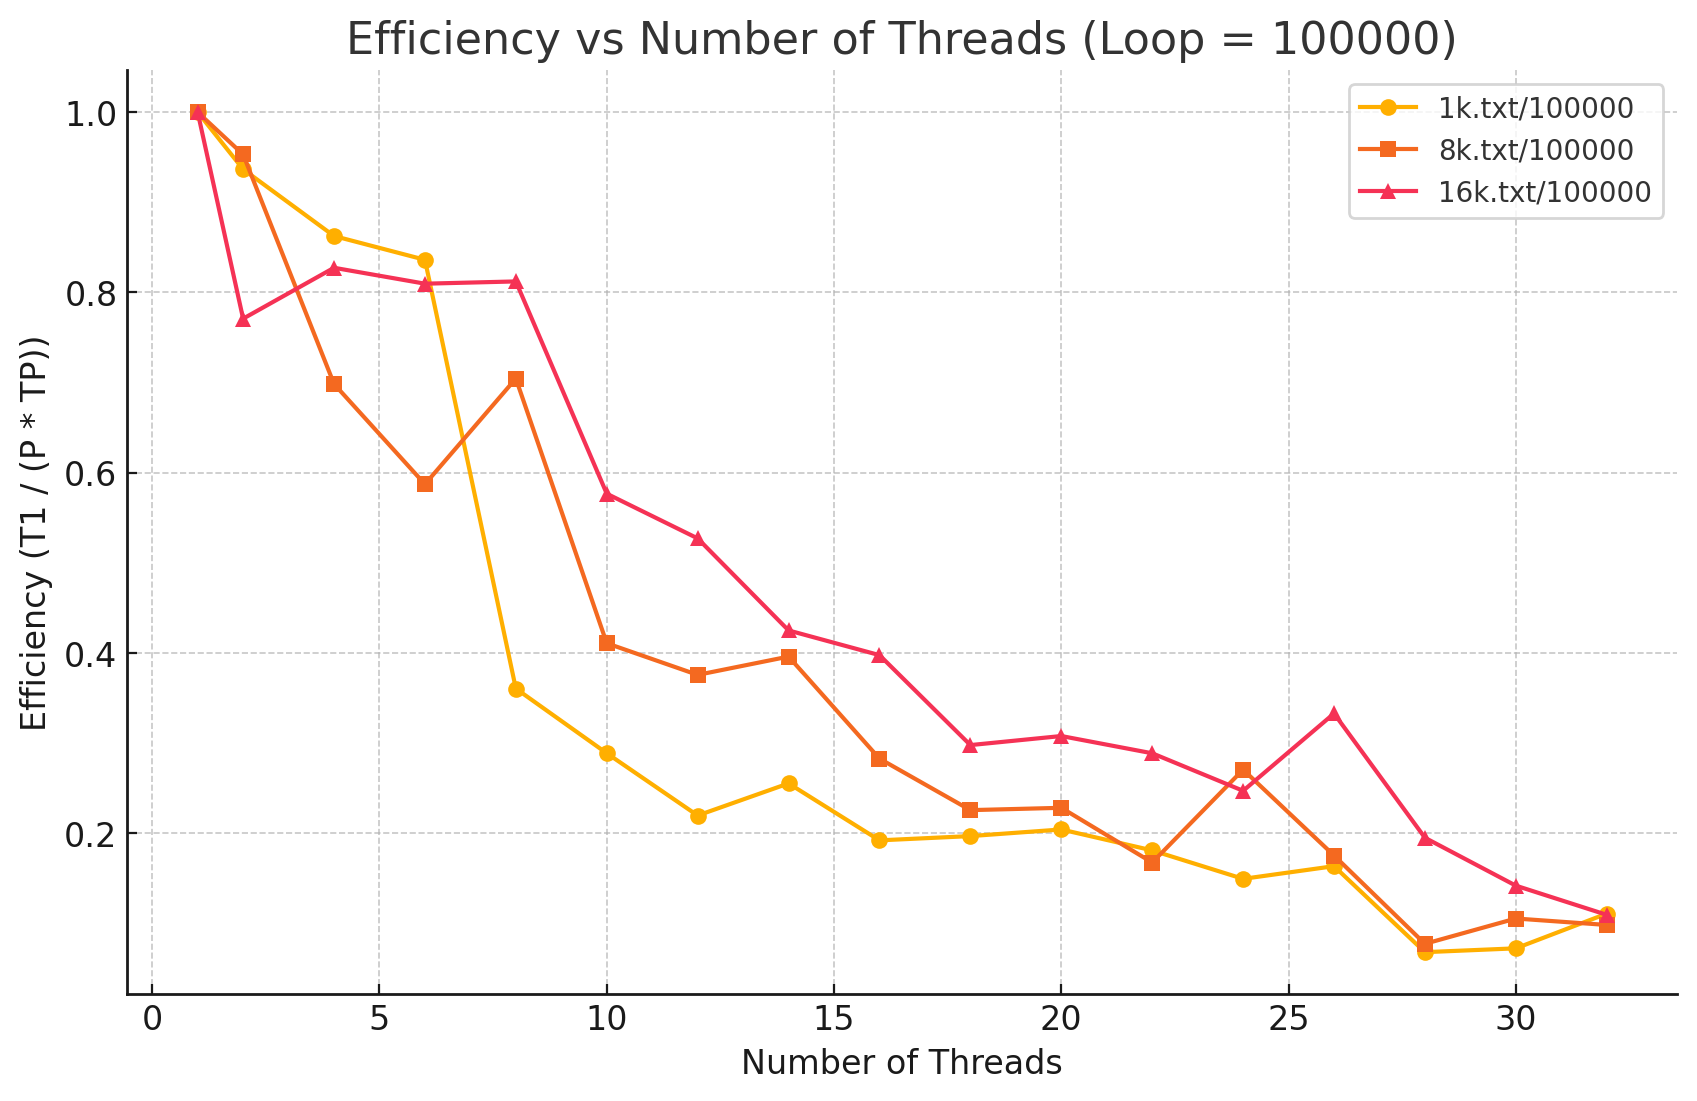 Efficiency vs Number of Threads (Loop = 100000)
1k.txt/100000
8k.txt/100000
16k.txt/100000
Efficiency (T1 / (P * TP))
1.0
0.8
0.6
0.4
0.2
0 5 10 15 20 25 30
Number of Threads